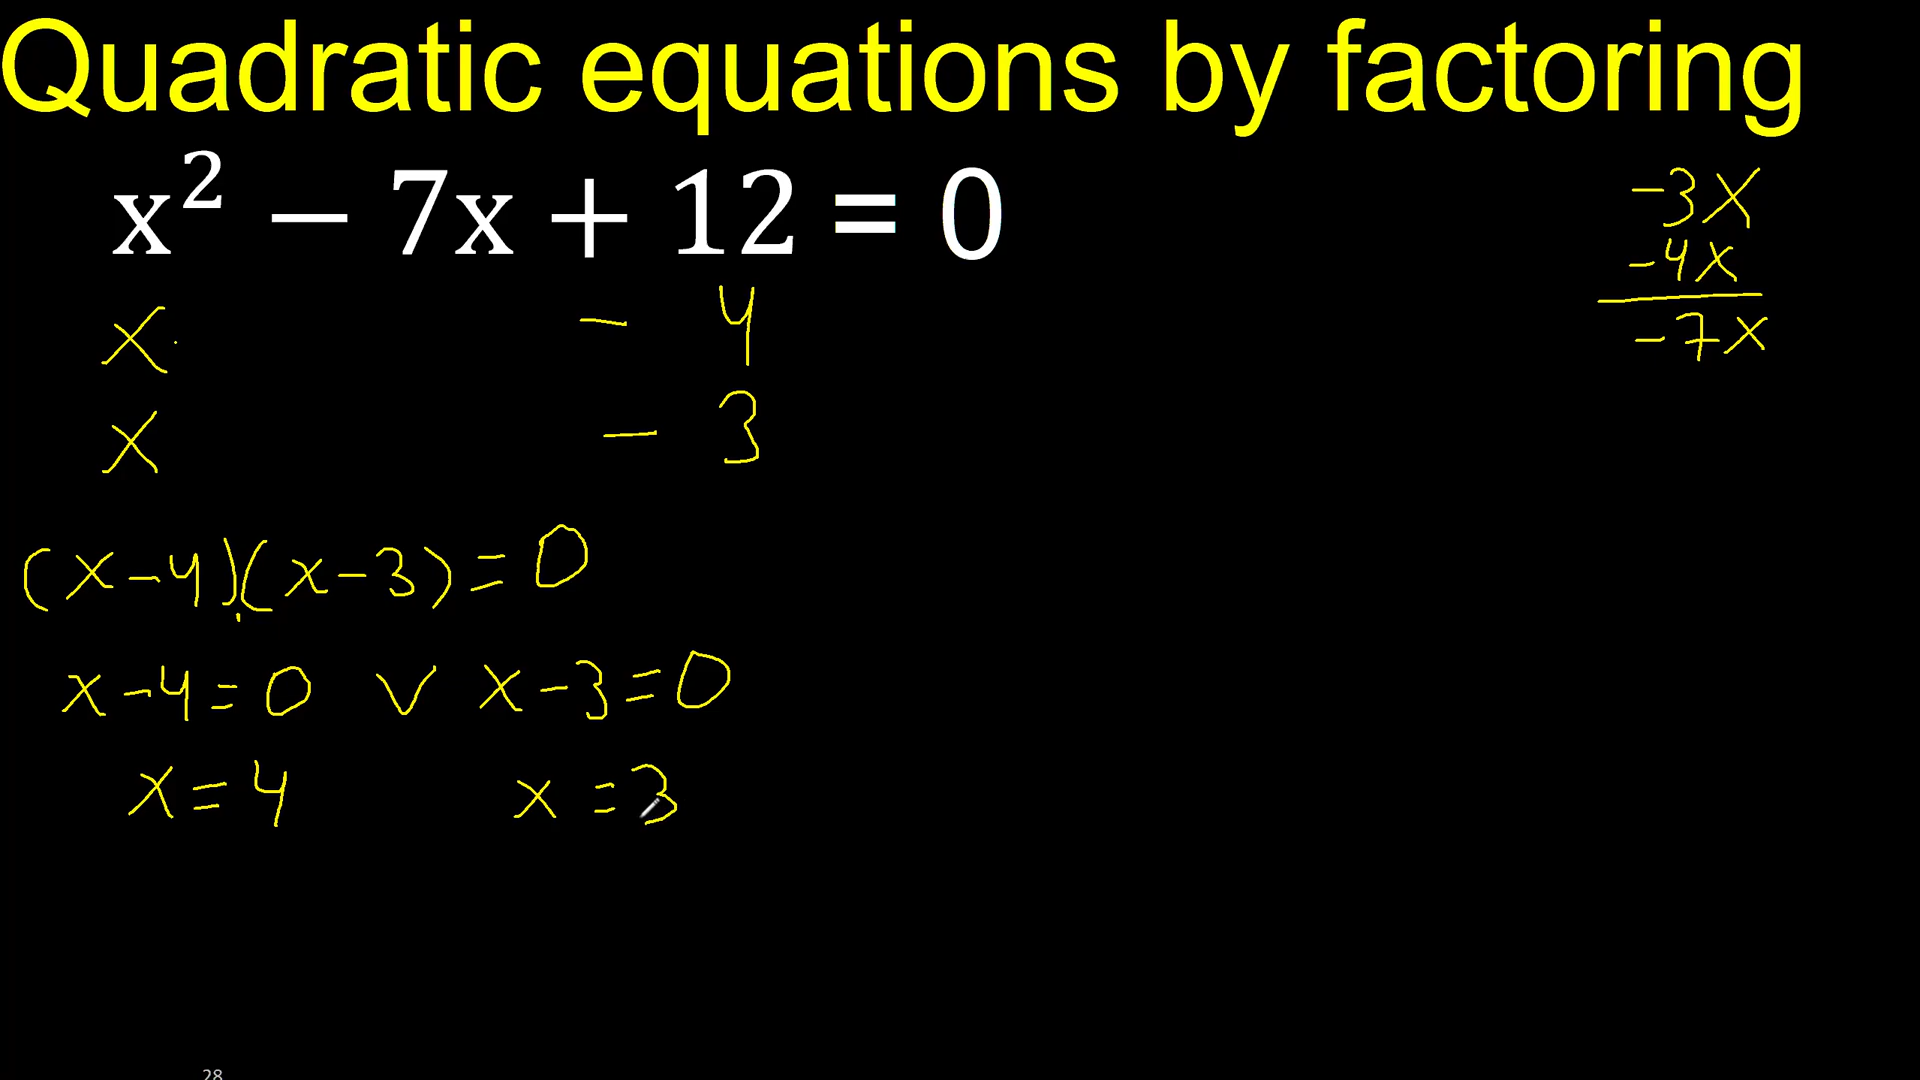 Quadratic equations by factoring
x² − 7x + 12 = 0
-3x
-4x
-7x
x - 4
x - 3
(x-4)(x-3)=0
x-4=0 v x-3=0
x=4 x=3
28